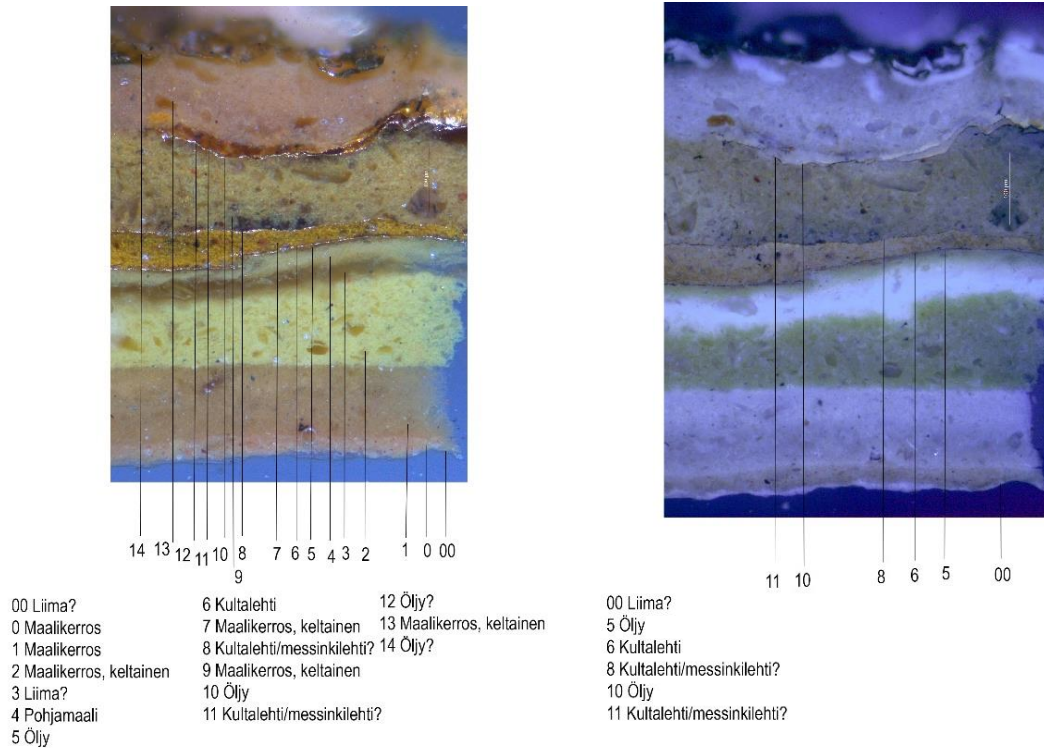 14 13 12 11 10 8 7 6 5 4 3 2 1 0 00
9
00 Liima?
0 Maalikerros
1 Maalikerros
2 Maalikerros, keltainen
3 Liima?
4 Pohjamaali
5 Öljy
6 Kultalehti
7 Maalikerros, keltainen
8 Kultalehti/messinkilehti?
9 Maalikerros, keltainen
10 Öljy
11 Kultalehti/messinkilehti?
12 Öljy?
13 Maalikerros, keltainen
14 Öljy?
11 10 8 6 5 00
00 Liima?
5 Öljy
6 Kultalehti
8 Kultalehti/messinkilehti?
10 Öljy
11 Kultalehti/messinkilehti?